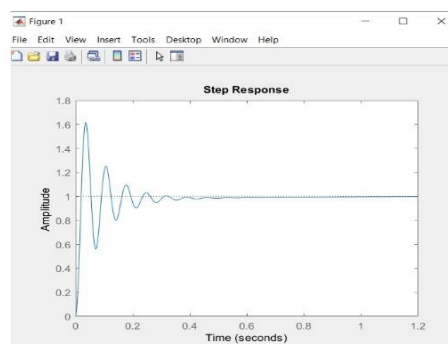 Figure 1
File Edit View Insert Tools Desktop Window Help
Step Response
Amplitude
1.8
1.6
1.4
1.2
1
0.8
0.6
0.4
0.2
0
0 0.2 0.4 0.6 0.8 1 1.2
Time (seconds)